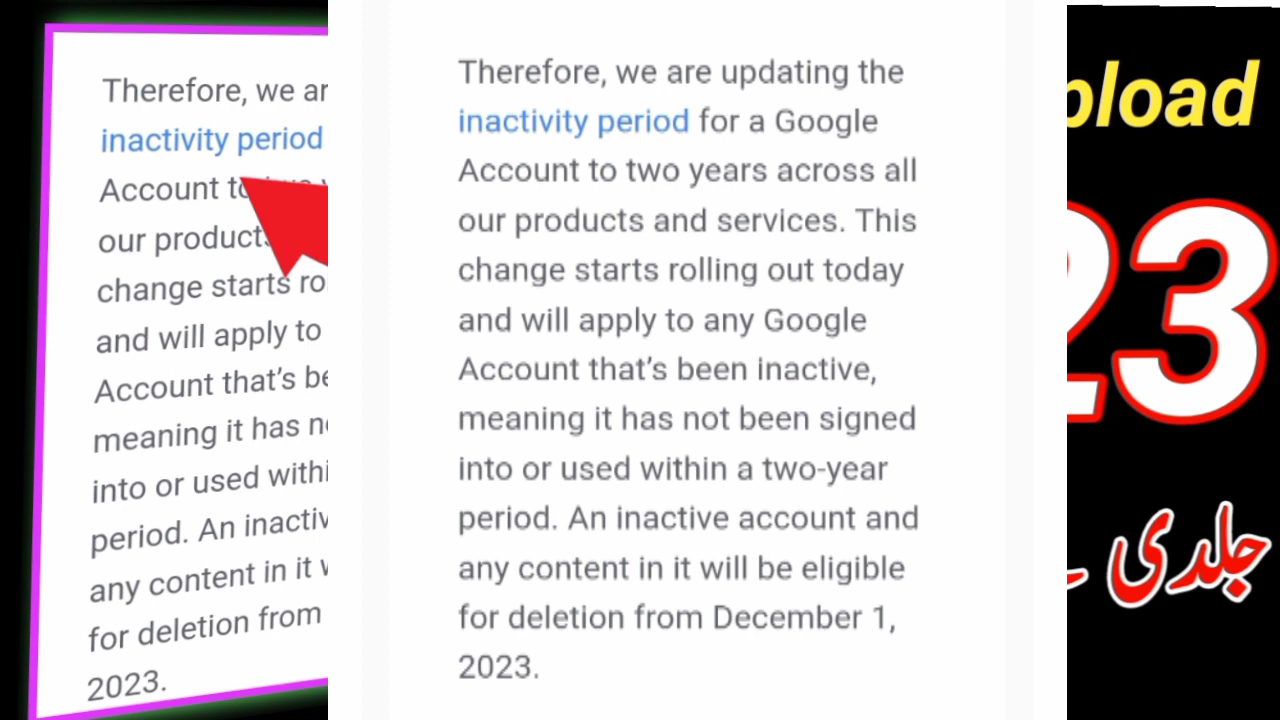 Therefore, we ar
inactivity period
Account to
our products
change starts ro
and will apply to
Account that's be
meaning it has n
into or used withi
period. An inactiv
any content in it
for deletion from
2023.
Therefore, we are updating the
inactivity period for a Google
Account to two years across all
our products and services. This
change starts rolling out today
and will apply to any Google
Account that's been inactive,
meaning it has not been signed
into or used within a two-year
period. An inactive account and
any content in it will be eligible
for deletion from December 1,
2023.
pload
23
جلدی